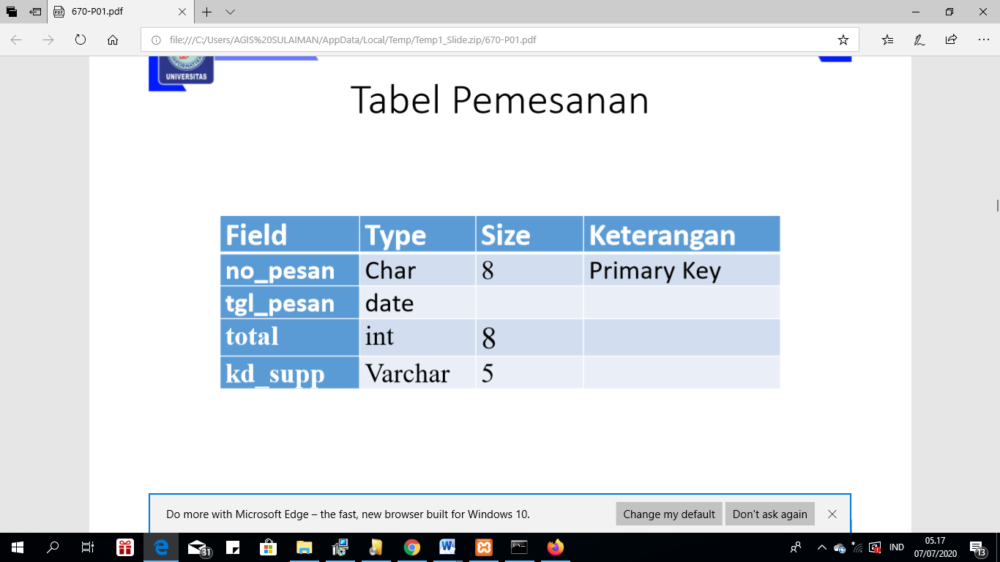 670-P01.pdf
file:///C:/Users/AGIS%20SULAIMAN/AppData/Local/Temp/Temp1_Slide.zip/670-P01.pdf
UNIVERSITAS
Tabel Pemesanan
Field Type Size Keterangan
no_pesan Char 8 Primary Key
tgl_pesan date
total int 8
kd_supp Varchar 5
Do more with Microsoft Edge – the fast, new browser built for Windows 10. Change my default Don't ask again
31 IND 05.17 13
07/07/2020